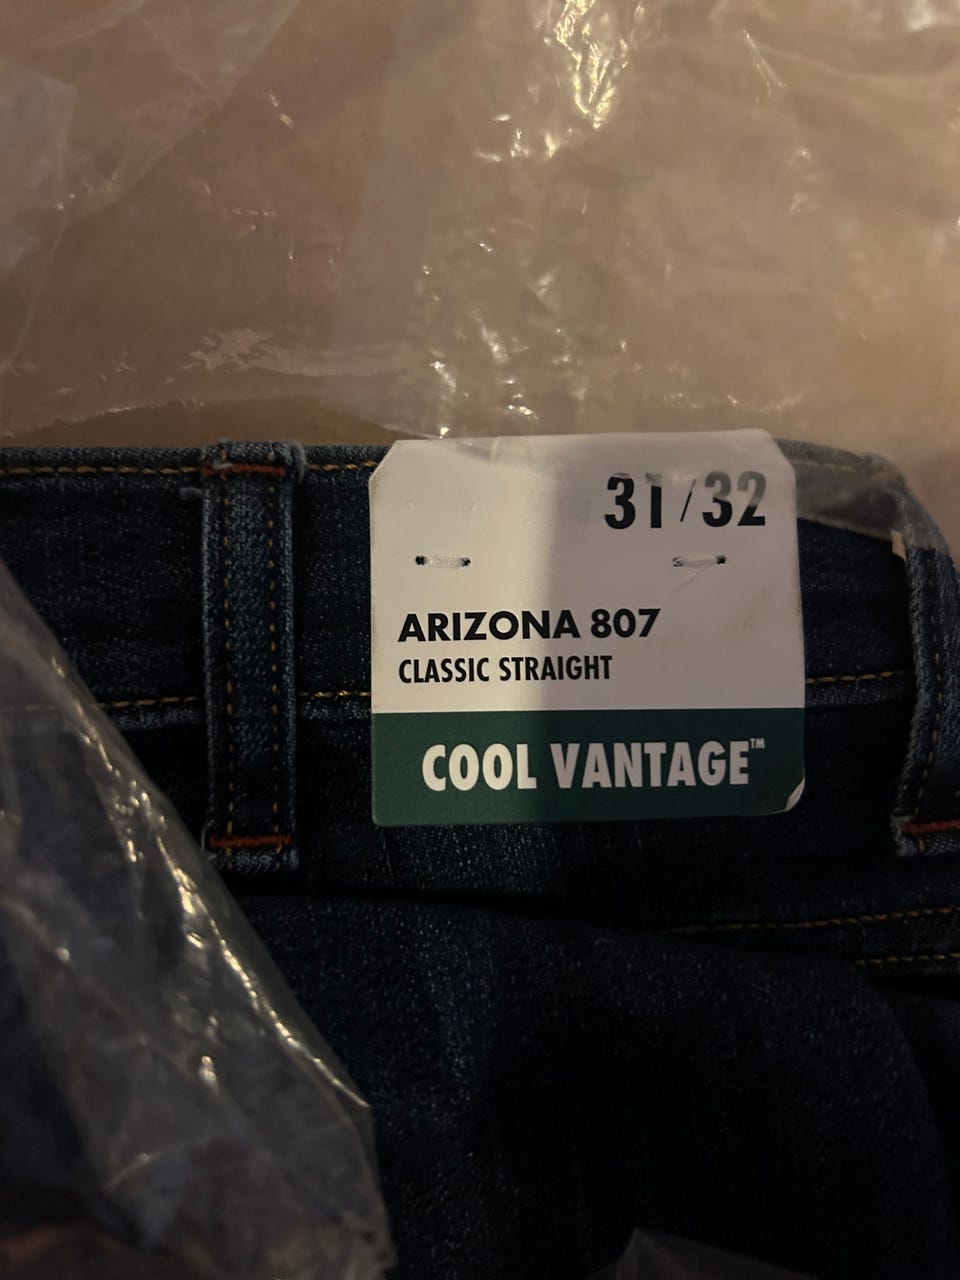 31/32
ARIZONA 807
CLASSIC STRAIGHT
COOL VANTAGE™